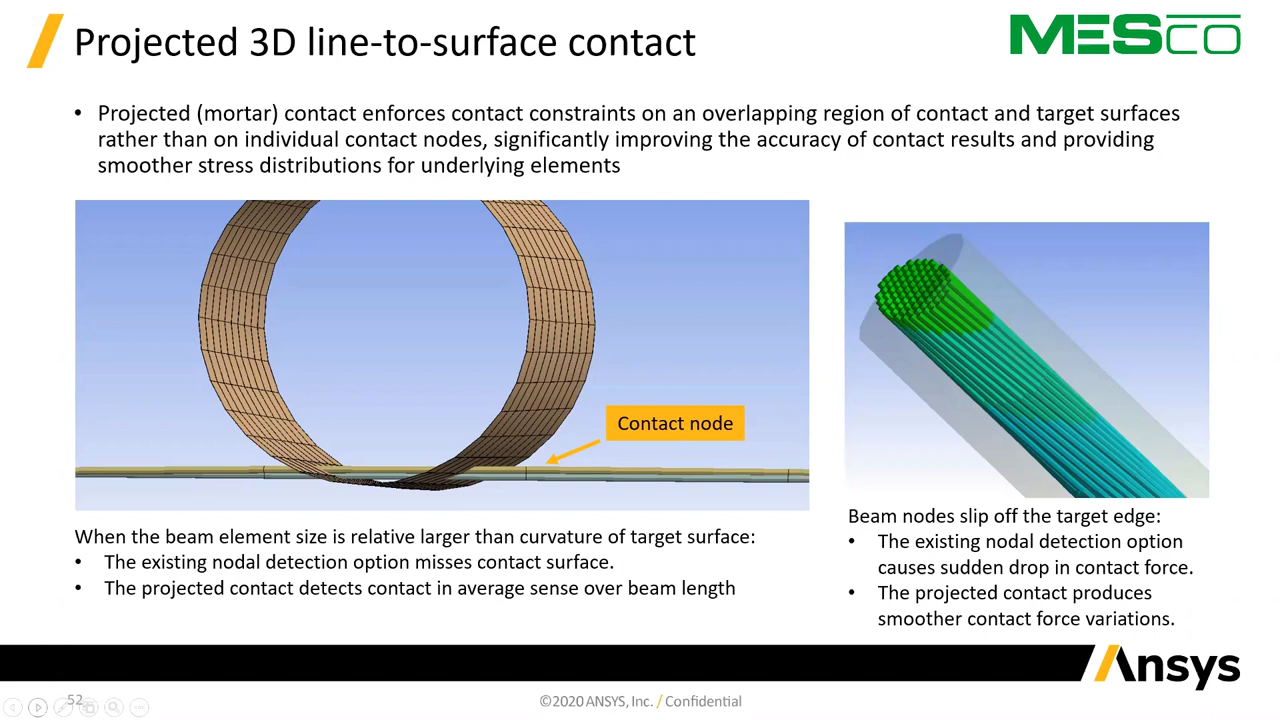 Projected 3D line-to-surface contact
MESCO
• Projected (mortar) contact enforces contact constraints on an overlapping region of contact and target surfaces
rather than on individual contact nodes, significantly improving the accuracy of contact results and providing
smoother stress distributions for underlying elements
Contact node
When the beam element size is relative larger than curvature of target surface:
• The existing nodal detection option misses contact surface.
• The projected contact detects contact in average sense over beam length
Beam nodes slip off the target edge:
• The existing nodal detection option
causes sudden drop in contact force.
• The projected contact produces
smoother contact force variations.
Ansys
52
©2020 ANSYS, Inc. / Confidential